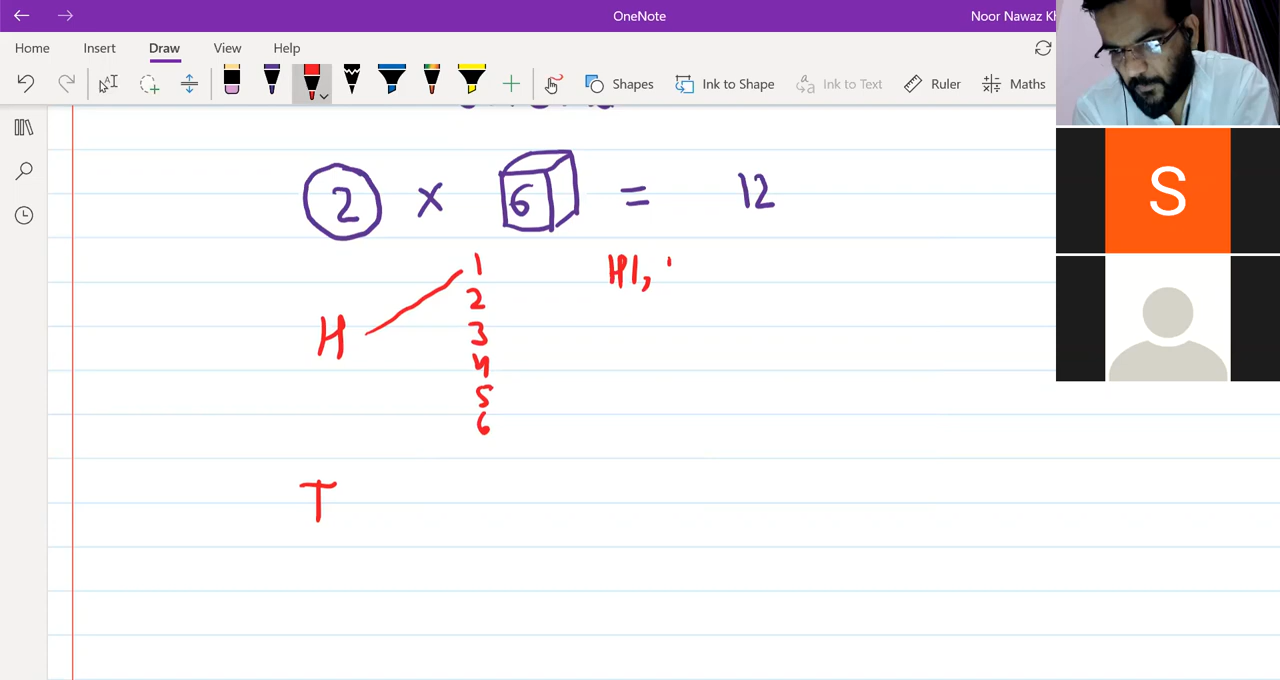 OneNote
Noor Nawaz
Home Insert Draw View Help
Shapes Ink to Shape Ink to Text Ruler Maths
2 × 6 = 12
1 H1,
2
3
H
4
5
6
T
S